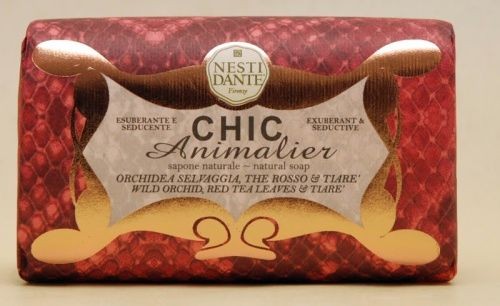 NESTI
DANTE
Firenze
ESUBERANTE E
SEDUCENTE
EXUBERANT &
SEDUCTIVE
CHIC
Animalier
sapone naturale ~ natural soap
ORCHIDEA SELVAGGIA, THE ROSSO & TIARE'
WILD ORCHID, RED TEA LEAVES & TIARE'